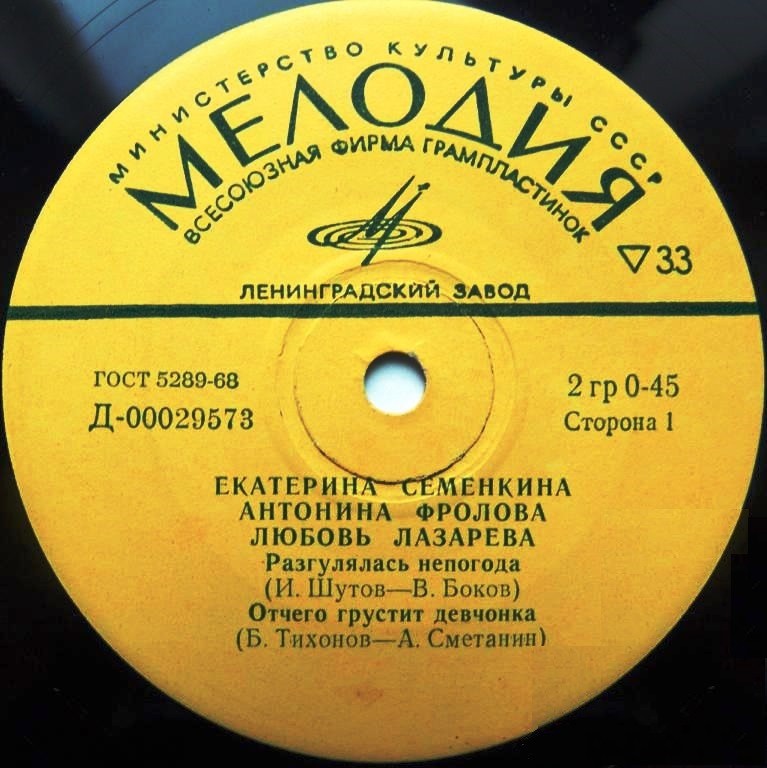 МИНИСТЕРСТВО КУЛЬТУРЫ СССР
МЕЛОДИЯ
ВСЕСОЮЗНАЯ ФИРМА ГРАМПЛАСТИНОК
▽33
ЛЕНИНГРАДСКИЙ ЗАВОД
ГОСТ 5289-68
2 гр 0-45
Д-00029573
Сторона 1
ЕКАТЕРИНА СЕМЕНКИНА
АНТОНИНА ФРОЛОВА
ЛЮБОВЬ ЛАЗАРЕВА
Разгулялась непогода
(И. Шутов—В. Боков)
Отчего грустит девчонка
(Б. Тихонов—А. Сметанин)